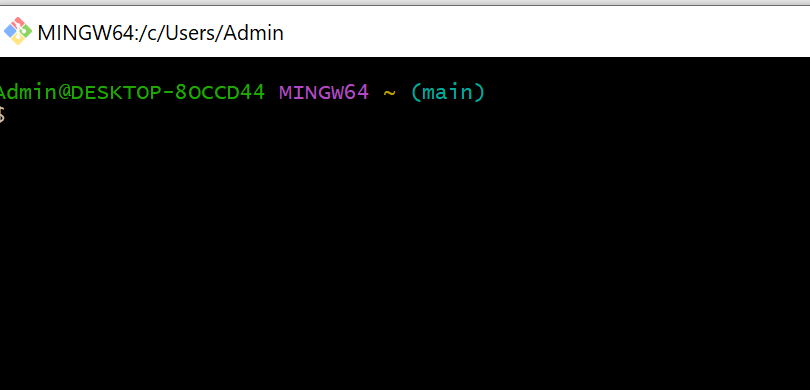 MINGW64:/c/Users/Admin
Admin@DESKTOP-8OCCD44 MINGW64 ~ (main)
$